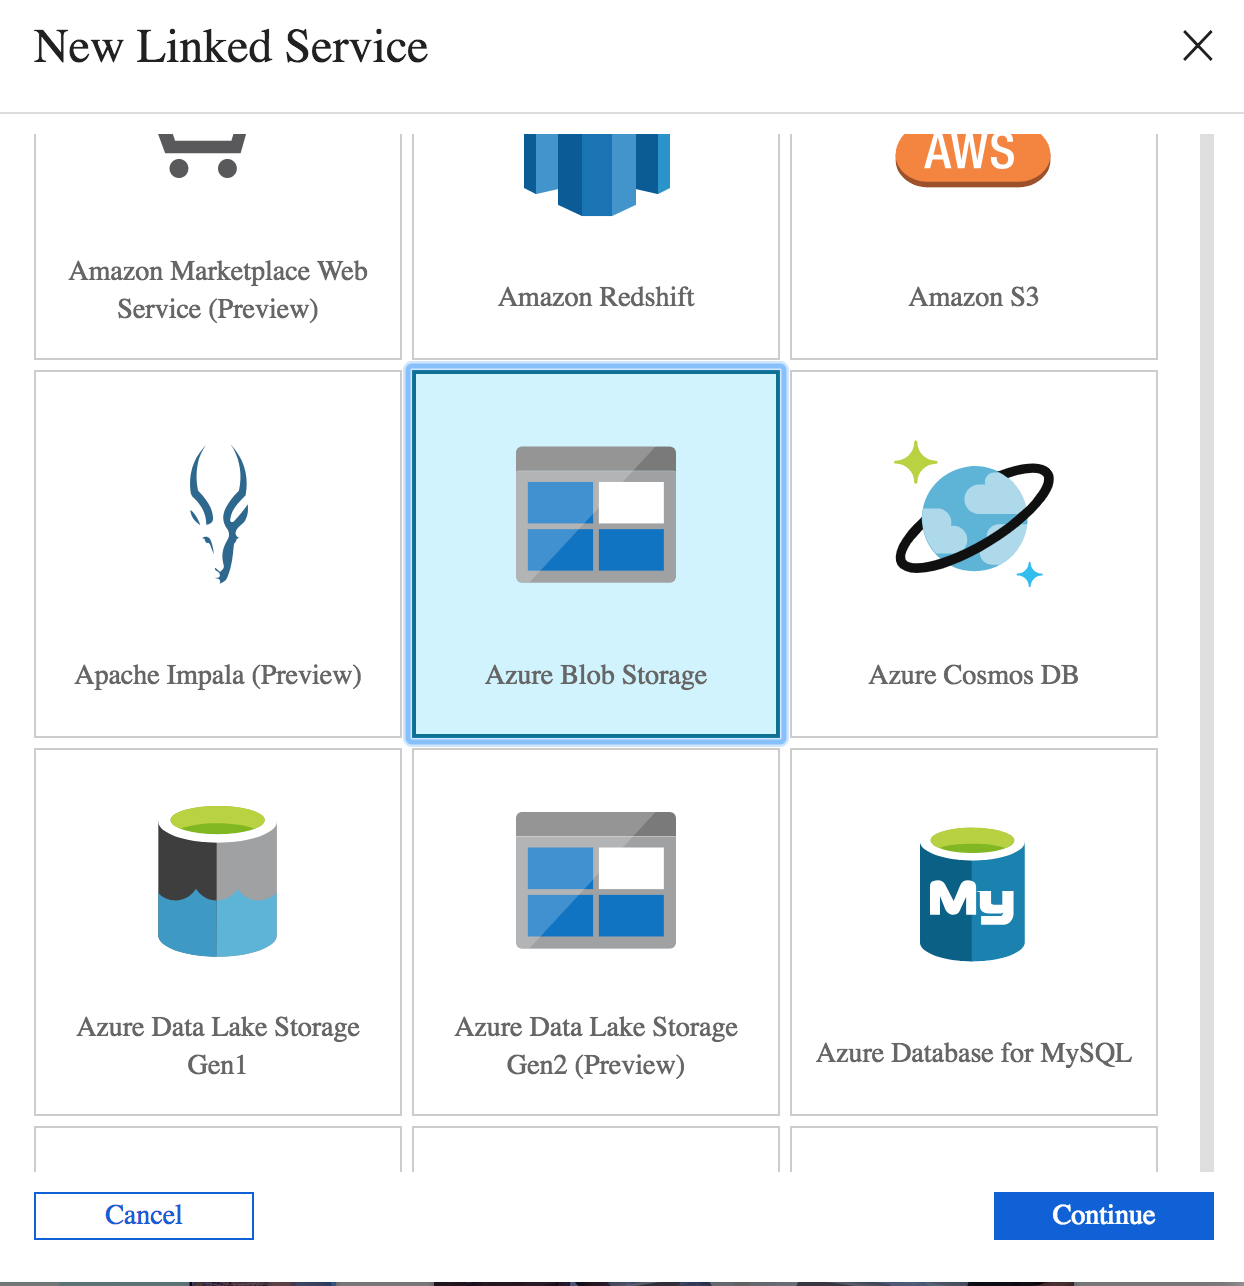 New Linked Service
AWS
Amazon Marketplace Web
Service (Preview)
Amazon Redshift
Amazon S3
Apache Impala (Preview)
Azure Blob Storage
Azure Cosmos DB
My
Azure Data Lake Storage
Gen1
Azure Data Lake Storage
Gen2 (Preview)
Azure Database for MySQL
Cancel
Continue